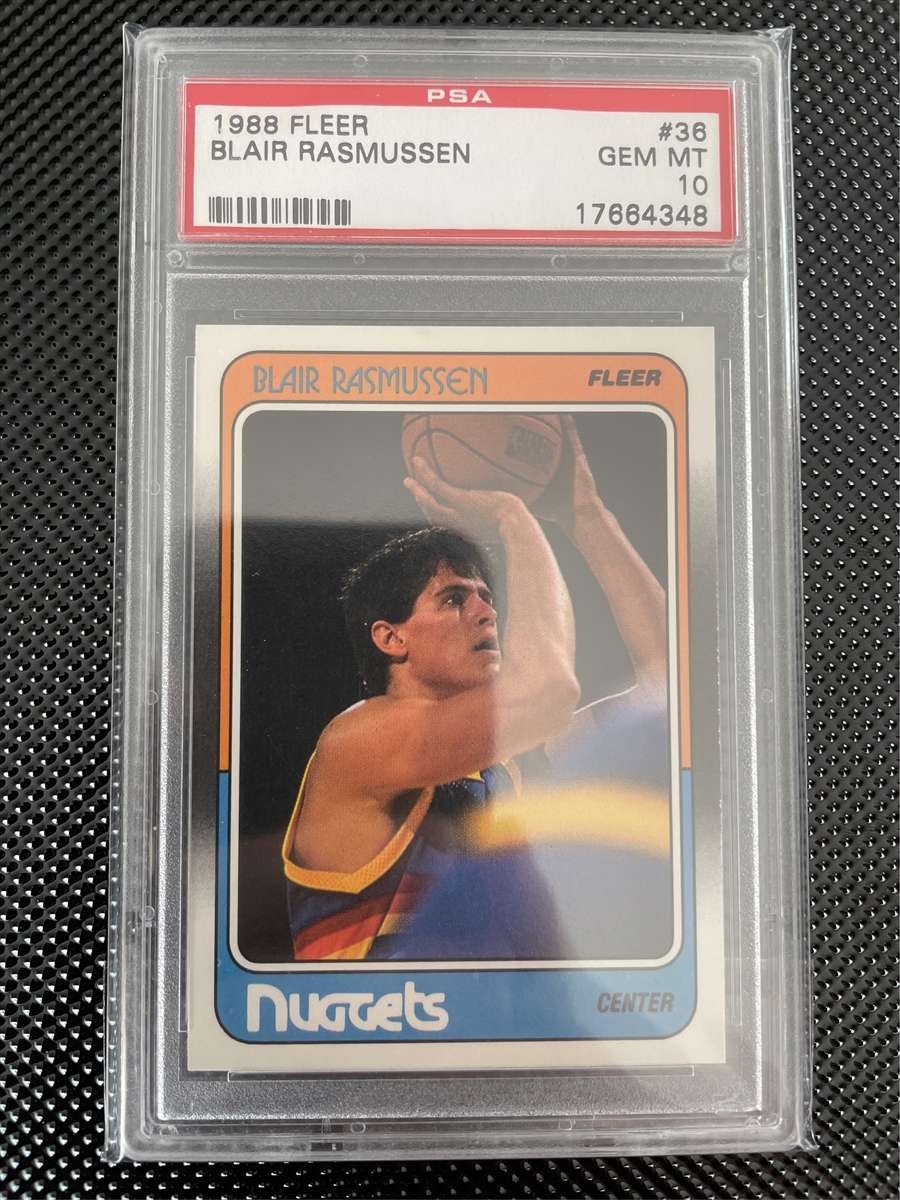 PSA
1988 FLEER #36
BLAIR RASMUSSEN GEM MT
10
17664348
BLAIR RASMUSSEN FLEER
NUGGETS CENTER